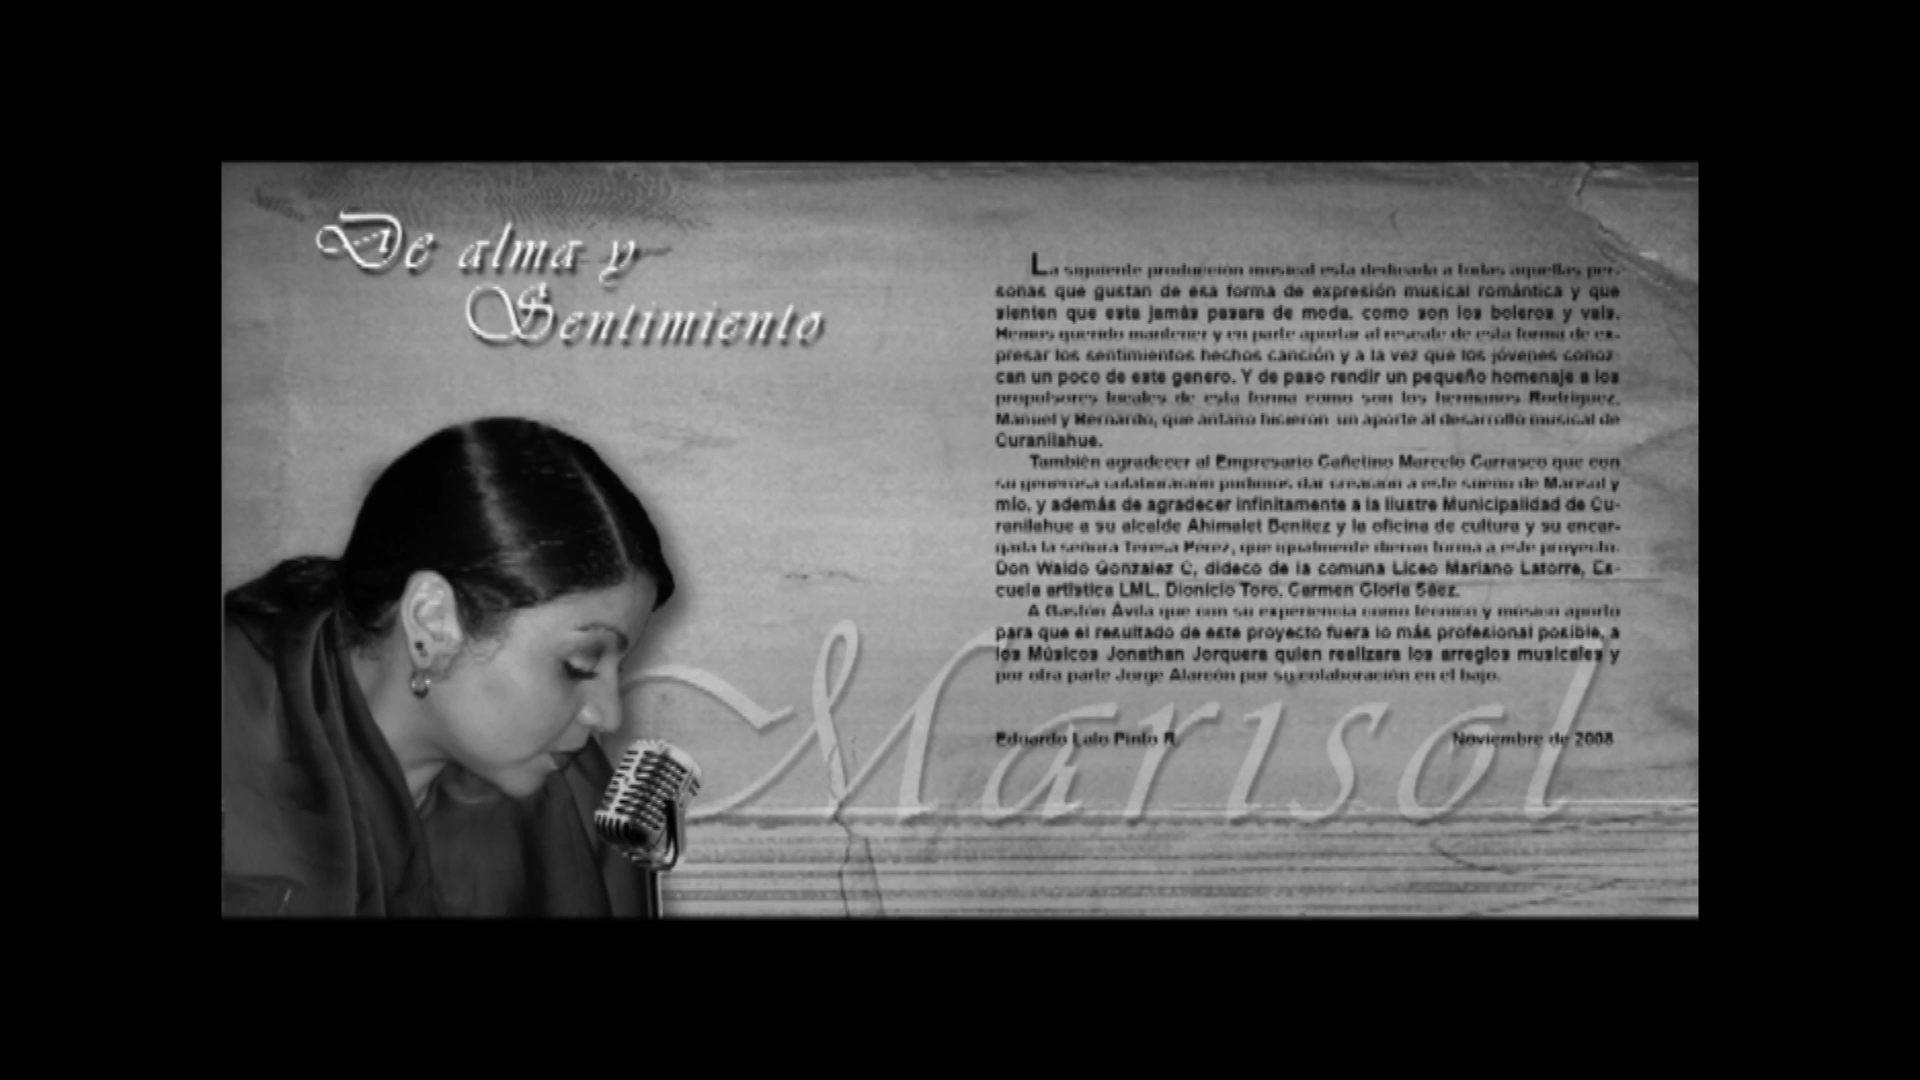 De alma y
Sentimiento
La siguiente producción musical esta dedicada a todas aquellas per-
sonas que gustan de esa forma de expresión musical romántica y que
sienten que esta jamás pasara de moda, como son los boleros y vals.
Hemos querido mantener y en parte aportar al rescate de esta forma de ex-
presar los sentimientos hechos canción y a la vez que los jóvenes conoz-
can un poco de este genero. Y de paso rendir un pequeño homenaje a los
propulsores locales de esta forma como son los hermanos Rodríguez,
Manuel y Bernardo, que antaño hicieron un aporte al desarrollo musical de
Curanilahue.
También agradecer al Empresario Cañetino Marcelo Carrasco que con
su generosa colaboración pudimos dar creación a este sueño de Marisol y
mío, y además de agradecer infinitamente a la Ilustre Municipalidad de Cu-
ranilahue a su alcalde Ahimalet Benitez y la oficina de cultura y su encar-
gada la señora Teresa Pérez, que igualmente dieron forma a este proyecto.
Don Waldo Gonzalez C, dideco de la comuna Liceo Mariano Latorre, Es-
cuela artística LML, Dionicio Toro, Carmen Gloria Sáez.
A Gastón Ávila que con su experiencia como técnico y músico aporto
para que el resultado de este proyecto fuera lo más profesional posible, a
los Músicos Jonathan Jorquera quien realizara los arreglos musicales y
por otra parte Jorge Alarcón por su colaboración en el bajo.
Eduardo Lalo Pinto R. Noviembre de 2008
Marisol